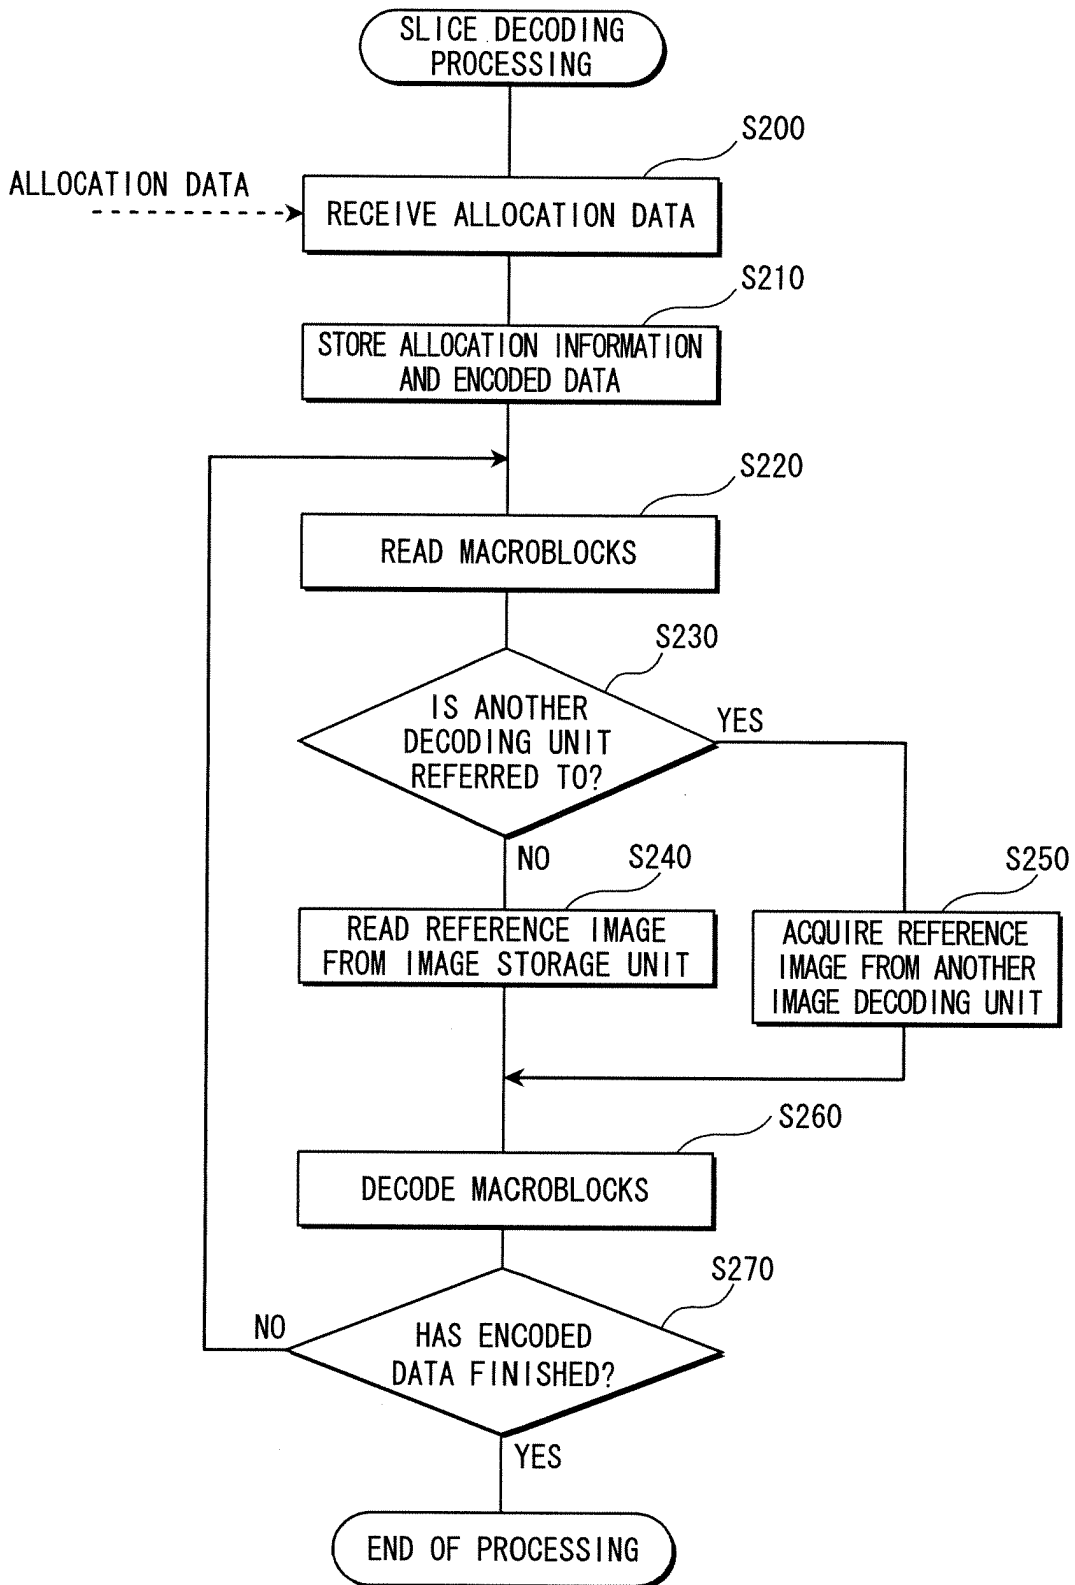 SLICE DECODING
PROCESSING
S200
ALLOCATION DATA
RECEIVE ALLOCATION DATA
S210
STORE ALLOCATION INFORMATION
AND ENCODED DATA
S220
READ MACROBLOCKS
S230
IS ANOTHER
DECODING UNIT
REFERRED TO?
YES
NO
S240
READ REFERENCE IMAGE
FROM IMAGE STORAGE UNIT
S250
ACQUIRE REFERENCE
IMAGE FROM ANOTHER
IMAGE DECODING UNIT
S260
DECODE MACROBLOCKS
S270
NO
HAS ENCODED
DATA FINISHED?
YES
END OF PROCESSING